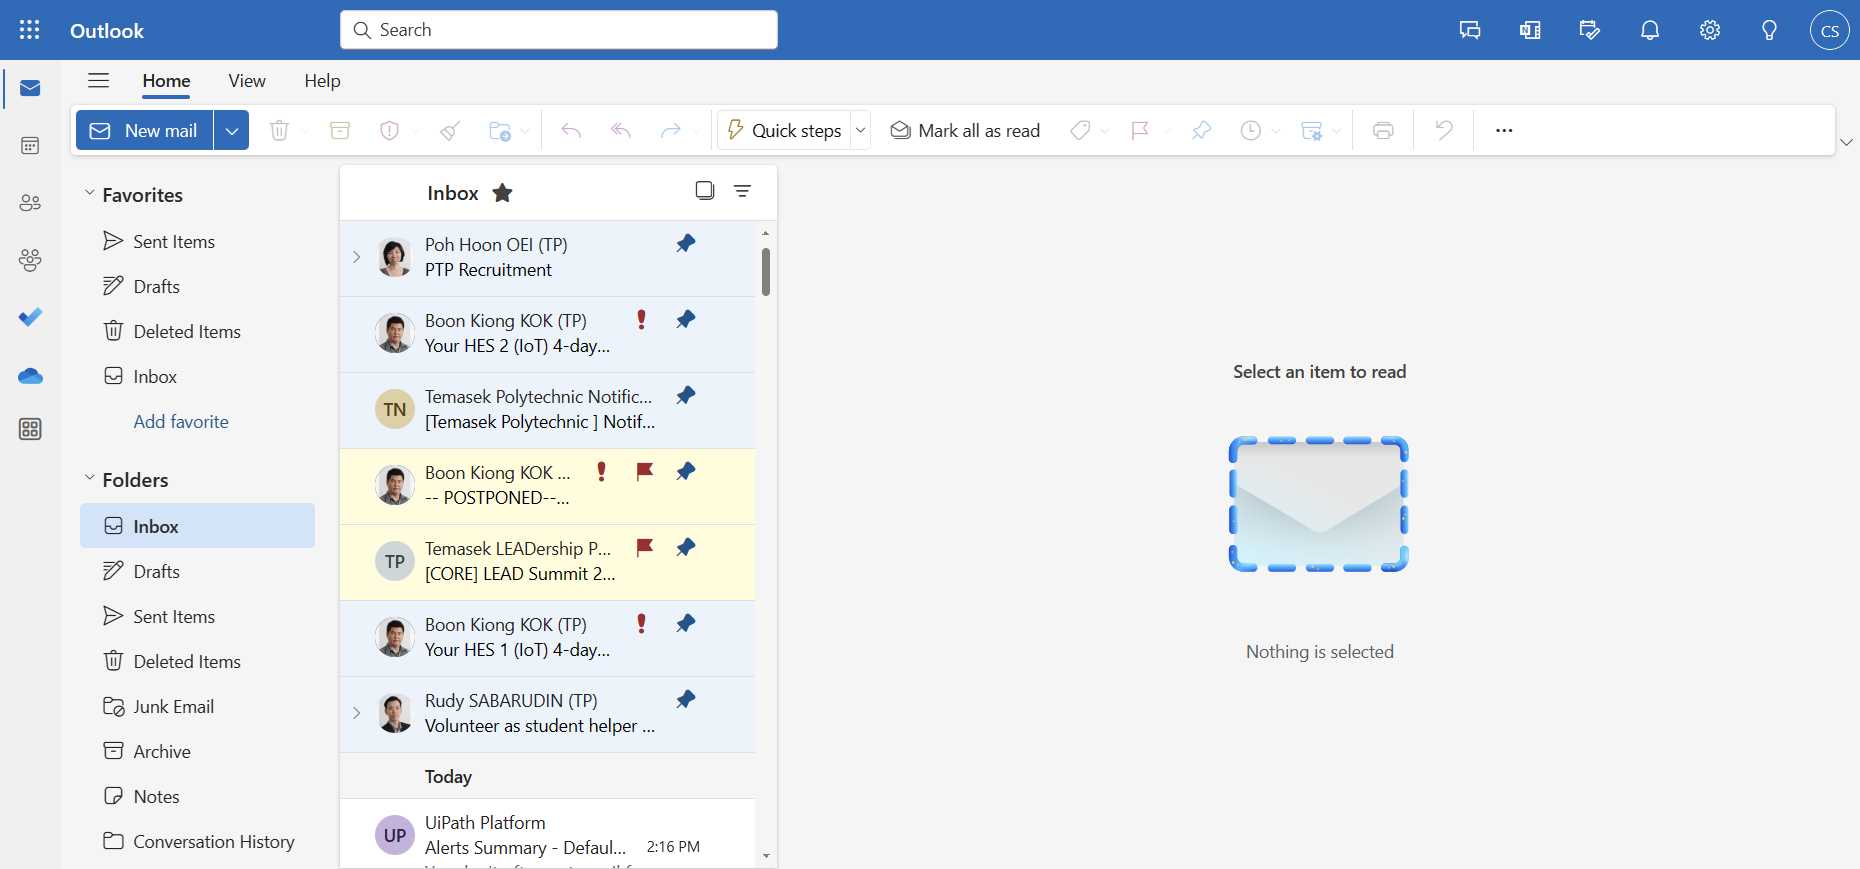 Outlook
Search
CS
Home View Help
New mail
Quick steps
Mark all as read
Favorites
Sent Items
Drafts
Deleted Items
Inbox
Add favorite
Folders
Inbox
Drafts
Sent Items
Deleted Items
Junk Email
Archive
Notes
Conversation History
Inbox
Poh Hoon OEI (TP)
PTP Recruitment
Boon Kiong KOK (TP)
Your HES 2 (IoT) 4-day...
TN
Temasek Polytechnic Notific...
[Temasek Polytechnic ] Notif...
Boon Kiong KOK ...
-- POSTPONED--...
TP
Temasek LEADership P...
[CORE] LEAD Summit 2...
Boon Kiong KOK (TP)
Your HES 1 (IoT) 4-day...
Rudy SABARUDIN (TP)
Volunteer as student helper ...
Today
UP
UiPath Platform
Alerts Summary - Defaul... 2:16 PM
Select an item to read
Nothing is selected